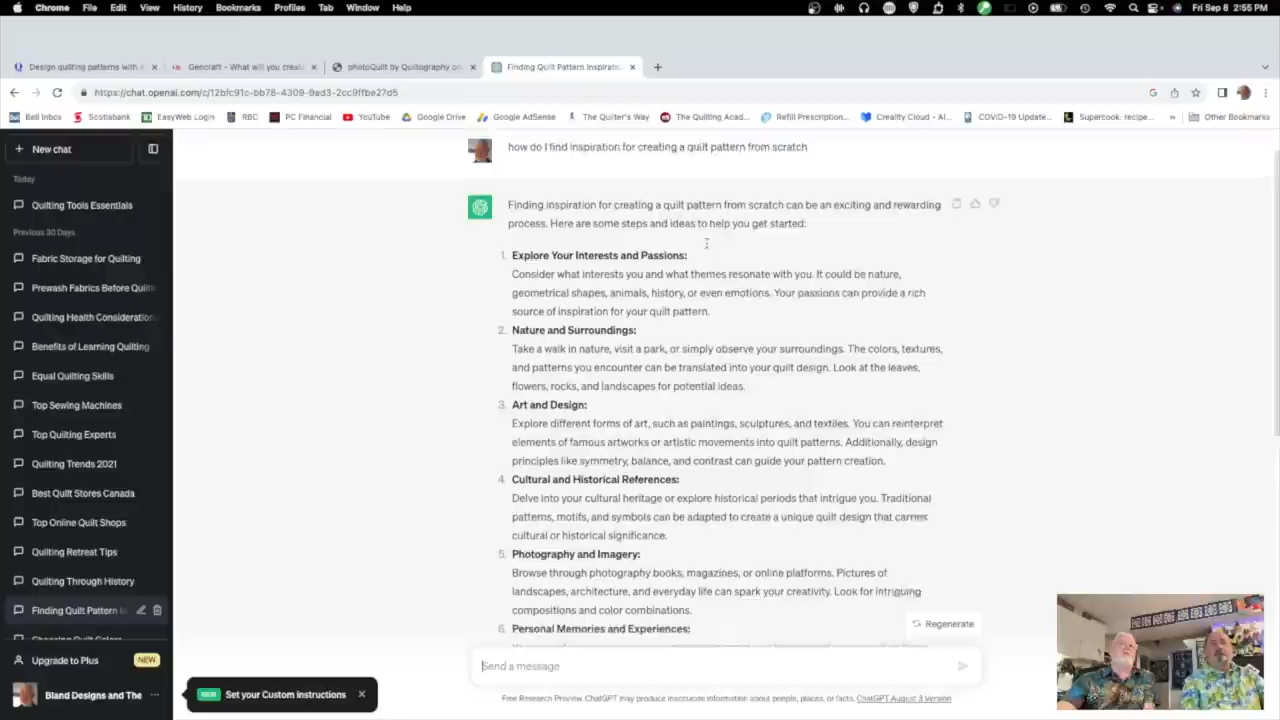 Chrome File Edit View History Bookmarks Profiles Tab Window Help Fri Sep 8 2:55 PM
Design quilting patterns with Gencraft - What will you create photoQuilt by Quiltography on Finding Quilt Pattern Inspirati
https://chat.openai.com/c/12bfc91c-bb78-4309-9ed3-2cc9ffbe27d5
Bell Inbox Scotiabank EasyWeb Login RBC PC Financial YouTube Google Drive Google AdSense The Quilter's Way The Quilting Acad... Refill Prescription... Creality Cloud - Al... COVID-19 Update... Supercook: recipe... » Other Bookmarks
+ New chat
Today
Quilting Tools Essentials
Previous 30 Days
Fabric Storage for Quilting
Prewash Fabrics Before Quiltin
Quilting Health Considerations
Benefits of Learning Quilting
Equal Quilting Skills
Top Sewing Machines
Top Quilting Experts
Quilting Trends 2021
Best Quilt Stores Canada
Top Online Quilt Shops
Quilting Retreat Tips
Quilting Through History
Finding Quilt Pattern
Choosing Quilt Colors
Upgrade to Plus NEW
Bland Designs and The ...
Set your Custom Instructions
how do I find inspiration for creating a quilt pattern from scratch
Finding inspiration for creating a quilt pattern from scratch can be an exciting and rewarding
process. Here are some steps and ideas to help you get started:
1. Explore Your Interests and Passions:
Consider what interests you and what themes resonate with you. It could be nature,
geometrical shapes, animals, history, or even emotions. Your passions can provide a rich
source of inspiration for your quilt pattern.
2. Nature and Surroundings:
Take a walk in nature, visit a park, or simply observe your surroundings. The colors, textures,
and patterns you encounter can be translated into your quilt design. Look at the leaves,
flowers, rocks, and landscapes for potential ideas.
3. Art and Design:
Explore different forms of art, such as paintings, sculptures, and textiles. You can reinterpret
elements of famous artworks or artistic movements into quilt patterns. Additionally, design
principles like symmetry, balance, and contrast can guide your pattern creation.
4. Cultural and Historical References:
Delve into your cultural heritage or explore historical periods that intrigue you. Traditional
patterns, motifs, and symbols can be adapted to create a unique quilt design that carries
cultural or historical significance.
5. Photography and Imagery:
Browse through photography books, magazines, or online platforms. Pictures of
landscapes, architecture, and everyday life can spark your creativity. Look for intriguing
compositions and color combinations.
6. Personal Memories and Experiences:
Regenerate
Send a message
Free Research Preview. ChatGPT may produce inaccurate information about people, places, or facts. ChatGPT August 3 Version